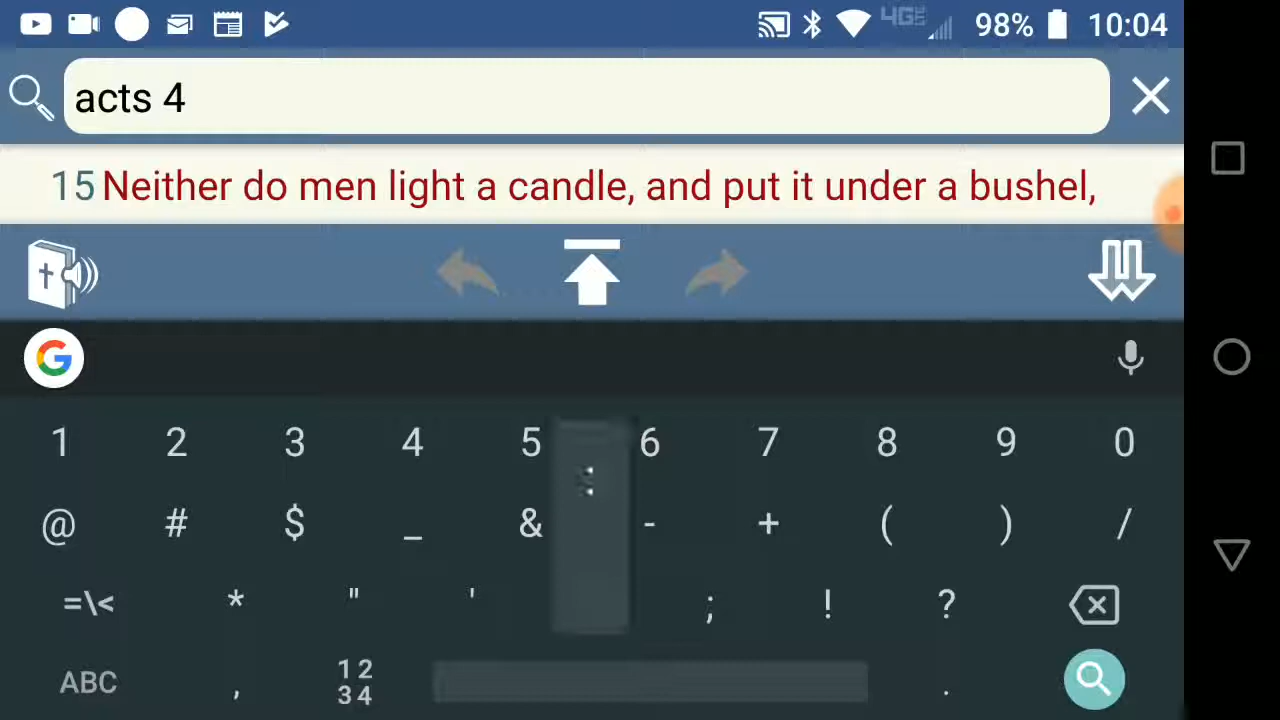 4G 98% 10:04
acts 4
15 Neither do men light a candle, and put it under a bushel,
G
1 2 3 4 5 6 7 8 9 0
@ # $ _ & : - + ( ) /
=\< * " ' ; ! ?
ABC , 12 34 .